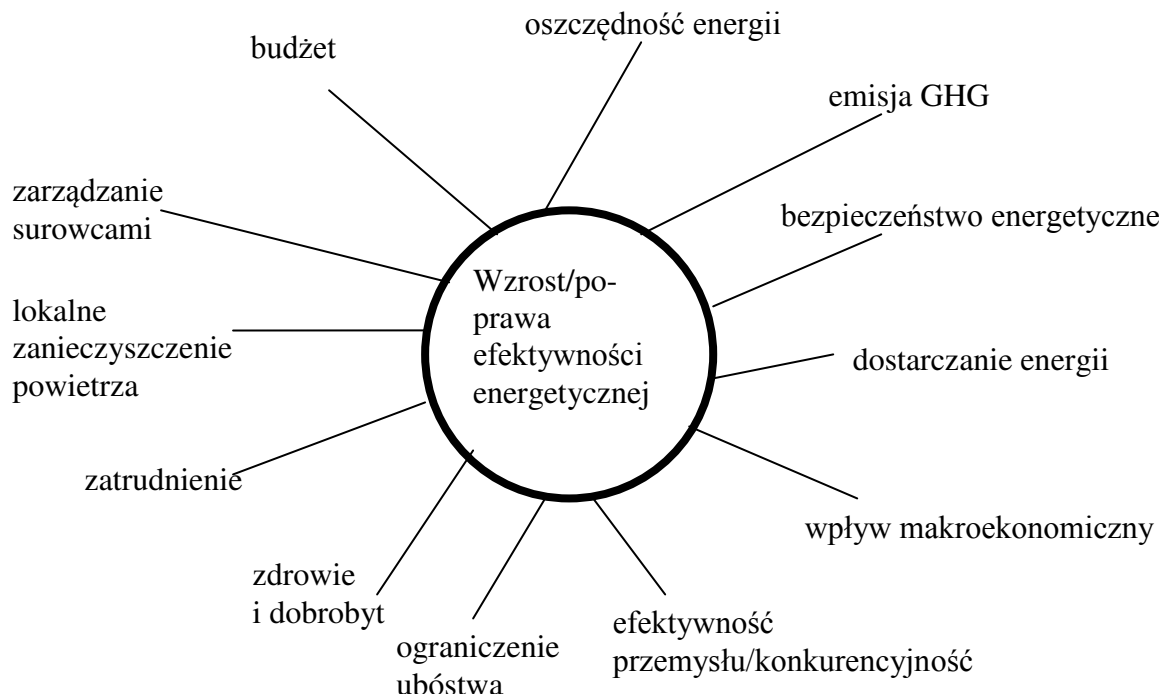 oszczędność energii
budżet
emisja GHG
zarządzanie
surowcami
bezpieczeństwo energetyczne
Wzrost/po-
prawa
efektywności
energetycznej
lokalne
zanieczyszczenie
powietrza
dostarczanie energii
zatrudnienie
wpływ makroekonomiczny
zdrowie
i dobrobyt
ograniczenie
ubóstwa
efektywność
przemysłu/konkurencyjność